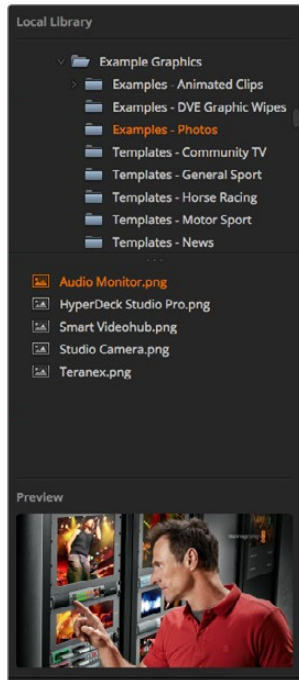 Local Library
Example Graphics
Examples - Animated Clips
Examples - DVE Graphic Wipes
Examples - Photos
Templates - Community TV
Templates - General Sport
Templates - Horse Racing
Templates - Motor Sport
Templates - News
Audio Monitor.png
HyperDeck Studio Pro.png
Smart Videohub.png
Studio Camera.png
Teranex.png
Preview